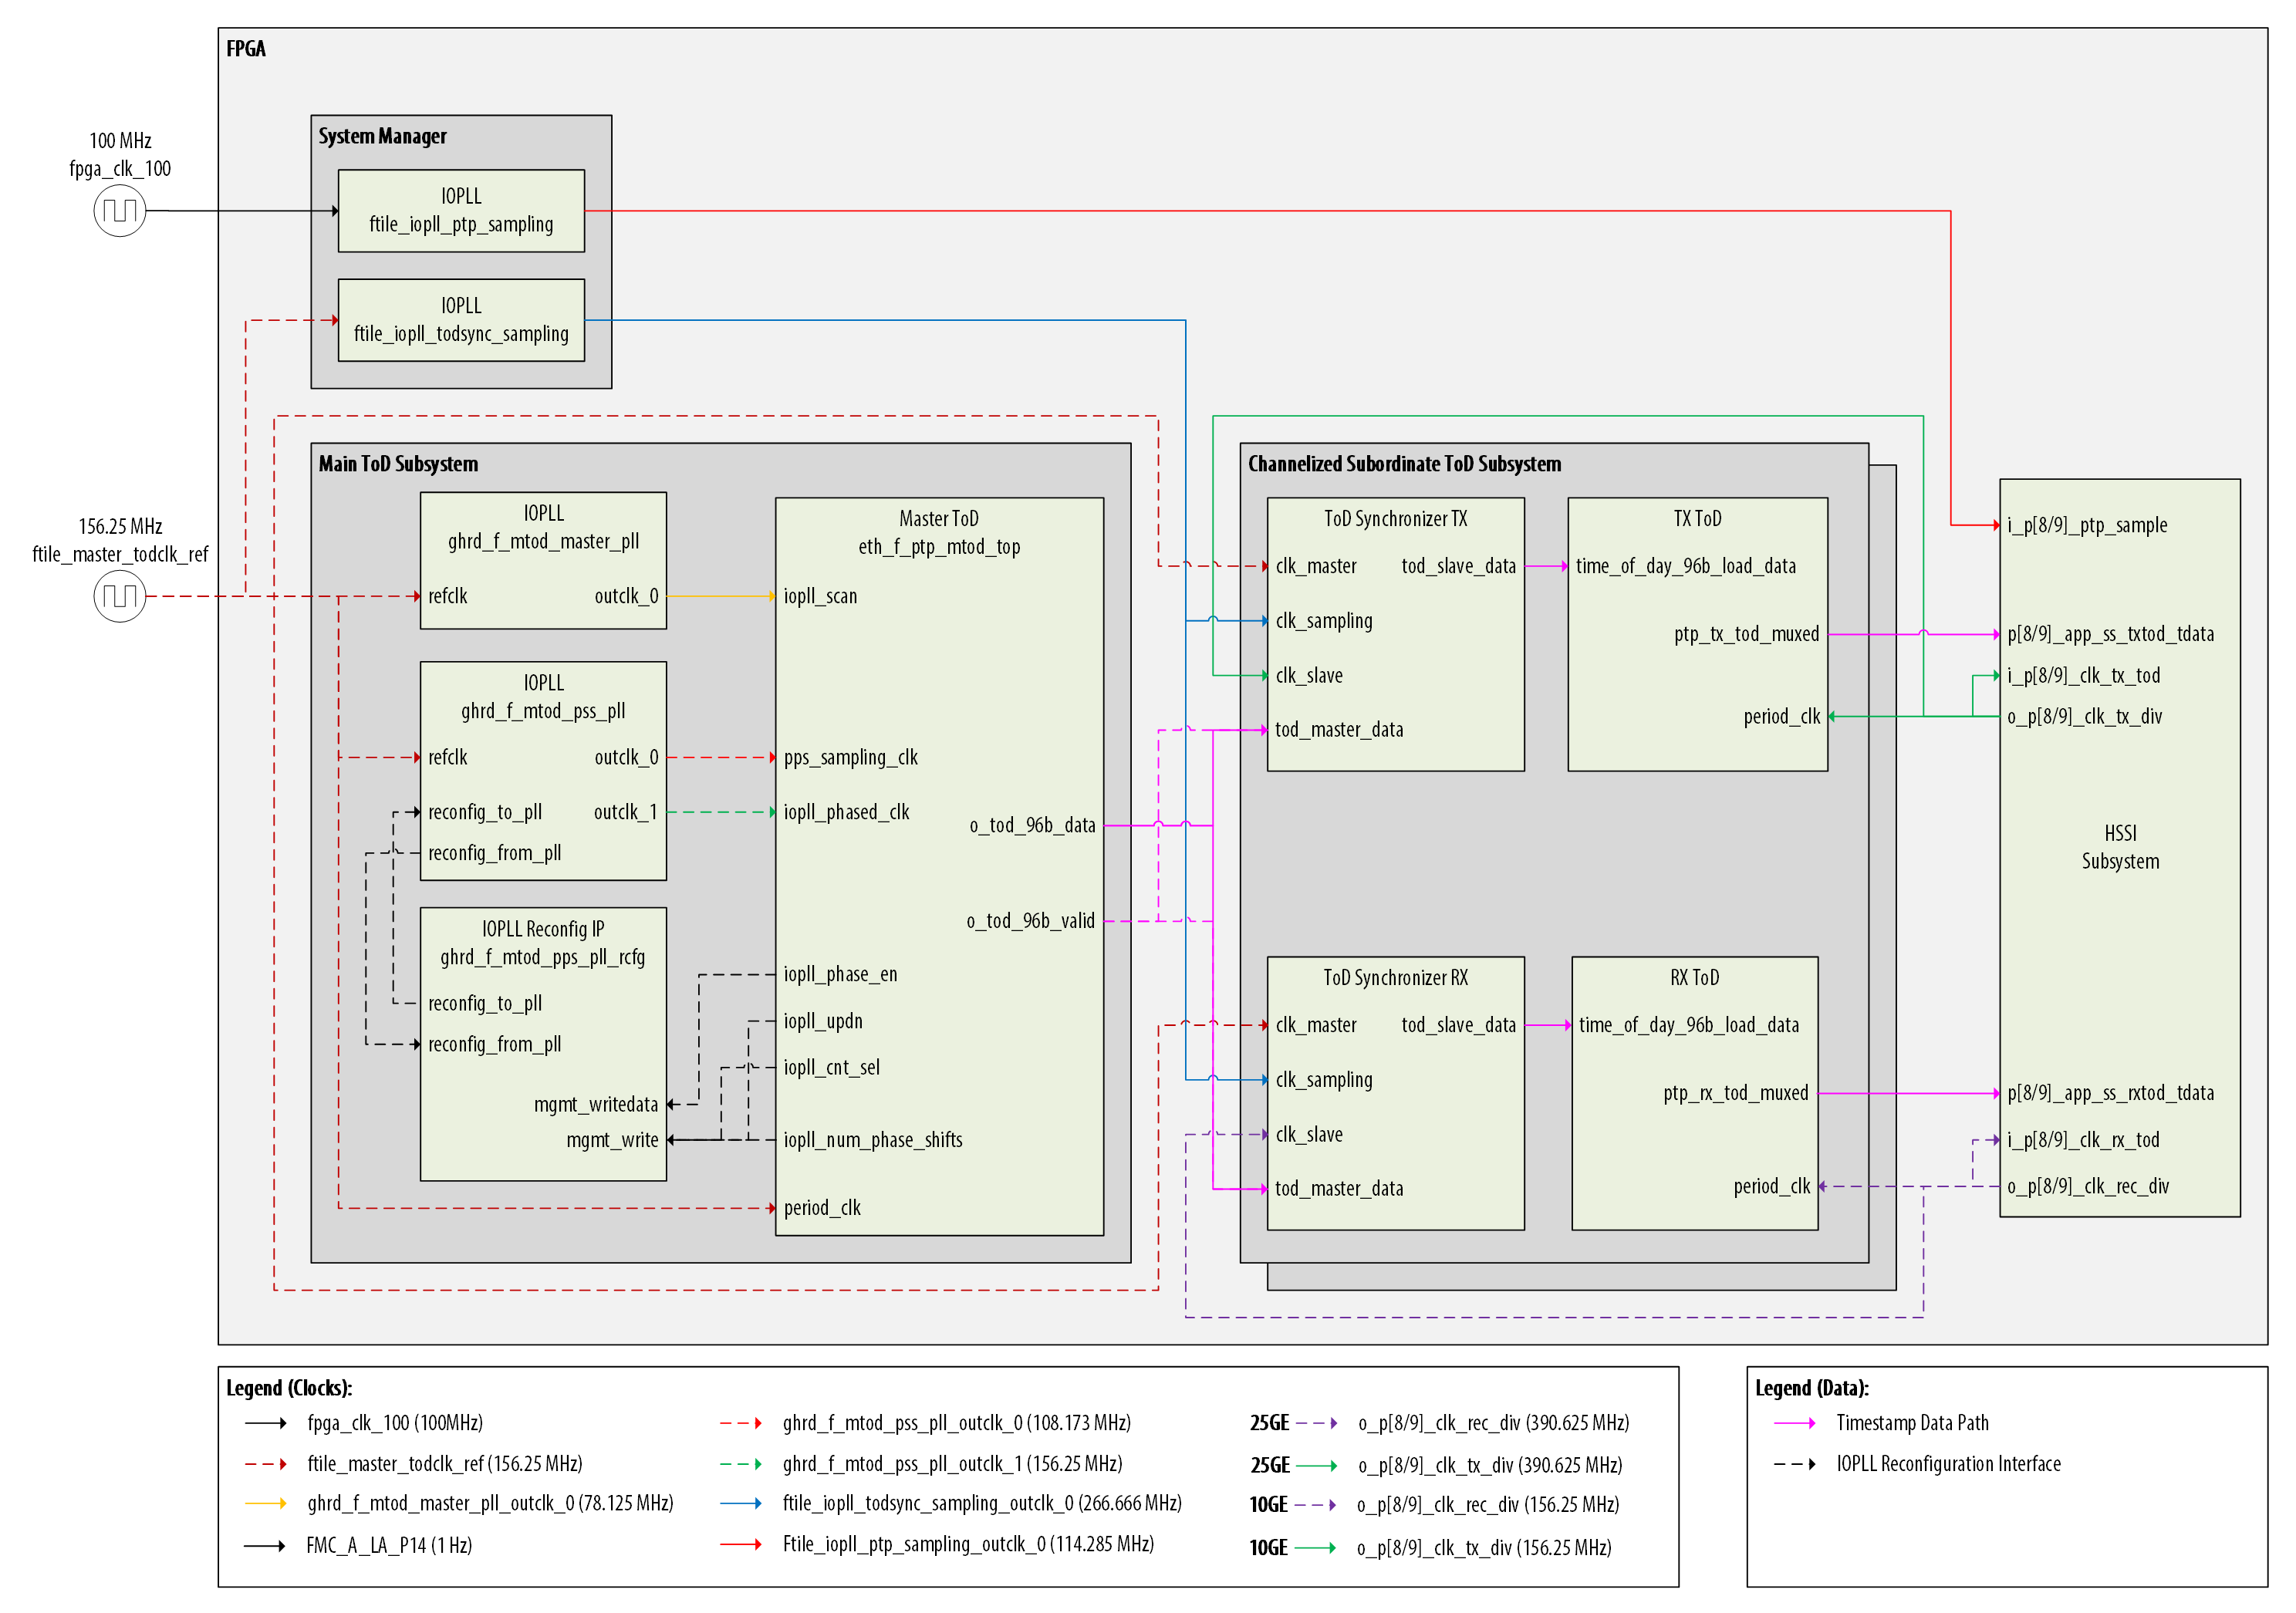 FPGA
100 MHz
fpga_clk_100
System Manager
IOPLL
ftile_iopll_ptp_sampling
IOPLL
ftile_iopll_todsync_sampling
156.25 MHz
ftile_master_todclk_ref
Main ToD Subsystem
IOPLL
ghrd_f_mtod_master_pll
refclk
outclk_0
IOPLL
ghrd_f_mtod_pss_pll
refclk
outclk_0
reconfig_to_pll
outclk_1
reconfig_from_pll
IOPLL Reconfig IP
ghrd_f_mtod_pps_pll_rcfg
reconfig_to_pll
reconfig_from_pll
mgmt_writedata
mgmt_write
Master ToD
eth_f_ptp_mtod_top
iopll_scan
pps_sampling_clk
iopll_phased_clk
o_tod_96b_data
o_tod_96b_valid
iopll_phase_en
iopll_updn
iopll_cnt_sel
iopll_num_phase_shifts
period_clk
Channelized Subordinate ToD Subsystem
ToD Synchronizer TX
clk_master
tod_slave_data
clk_sampling
clk_slave
tod_master_data
TX ToD
time_of_day_96b_load_data
ptp_tx_tod_muxed
period_clk
ToD Synchronizer RX
clk_master
tod_slave_data
clk_sampling
clk_slave
tod_master_data
RX ToD
time_of_day_96b_load_data
ptp_rx_tod_muxed
period_clk
i_p[8/9]_ptp_sample
p[8/9]_app_ss_txtod_tdata
i_p[8/9]_clk_tx_tod
o_p[8/9]_clk_tx_div
HSSI
Subsystem
p[8/9]_app_ss_rxtod_tdata
i_p[8/9]_clk_rx_tod
o_p[8/9]_clk_rec_div
Legend (Clocks):
fpga_clk_100 (100MHz)
ftile_master_todclk_ref (156.25 MHz)
ghrd_f_mtod_master_pll_outclk_0 (78.125 MHz)
FMC_A_LA_P14 (1 Hz)
ghrd_f_mtod_pss_pll_outclk_0 (108.173 MHz)
ghrd_f_mtod_pss_pll_outclk_1 (156.25 MHz)
ftile_iopll_todsync_sampling_outclk_0 (266.666 MHz)
Ftile_iopll_ptp_sampling_outclk_0 (114.285 MHz)
25GE o_p[8/9]_clk_rec_div (390.625 MHz)
25GE o_p[8/9]_clk_tx_div (390.625 MHz)
10GE o_p[8/9]_clk_rec_div (156.25 MHz)
10GE o_p[8/9]_clk_tx_div (156.25 MHz)
Legend (Data):
Timestamp Data Path
IOPLL Reconfiguration Interface